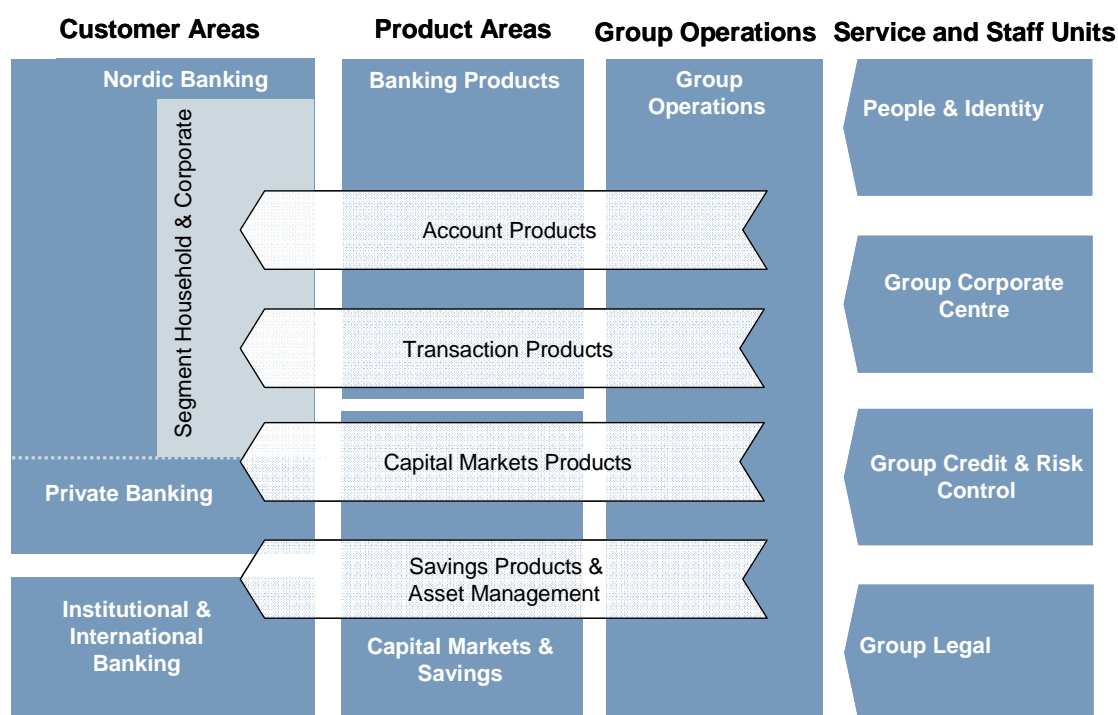 Customer Areas
Product Areas
Group Operations
Service and Staff Units
Nordic Banking
Segment Household & Corporate
Private Banking
Institutional &
International
Banking
Banking Products
Group
Operations
Account Products
Transaction Products
Capital Markets Products
Savings Products &
Asset Management
Capital Markets &
Savings
People & Identity
Group Corporate
Centre
Group Credit & Risk
Control
Group Legal